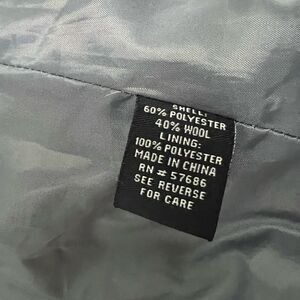 SHELL:
60% POLYESTER
40% WOOL
LINING:
100% POLYESTER
MADE IN CHINA
RN # 57686
SEE REVERSE
FOR CARE